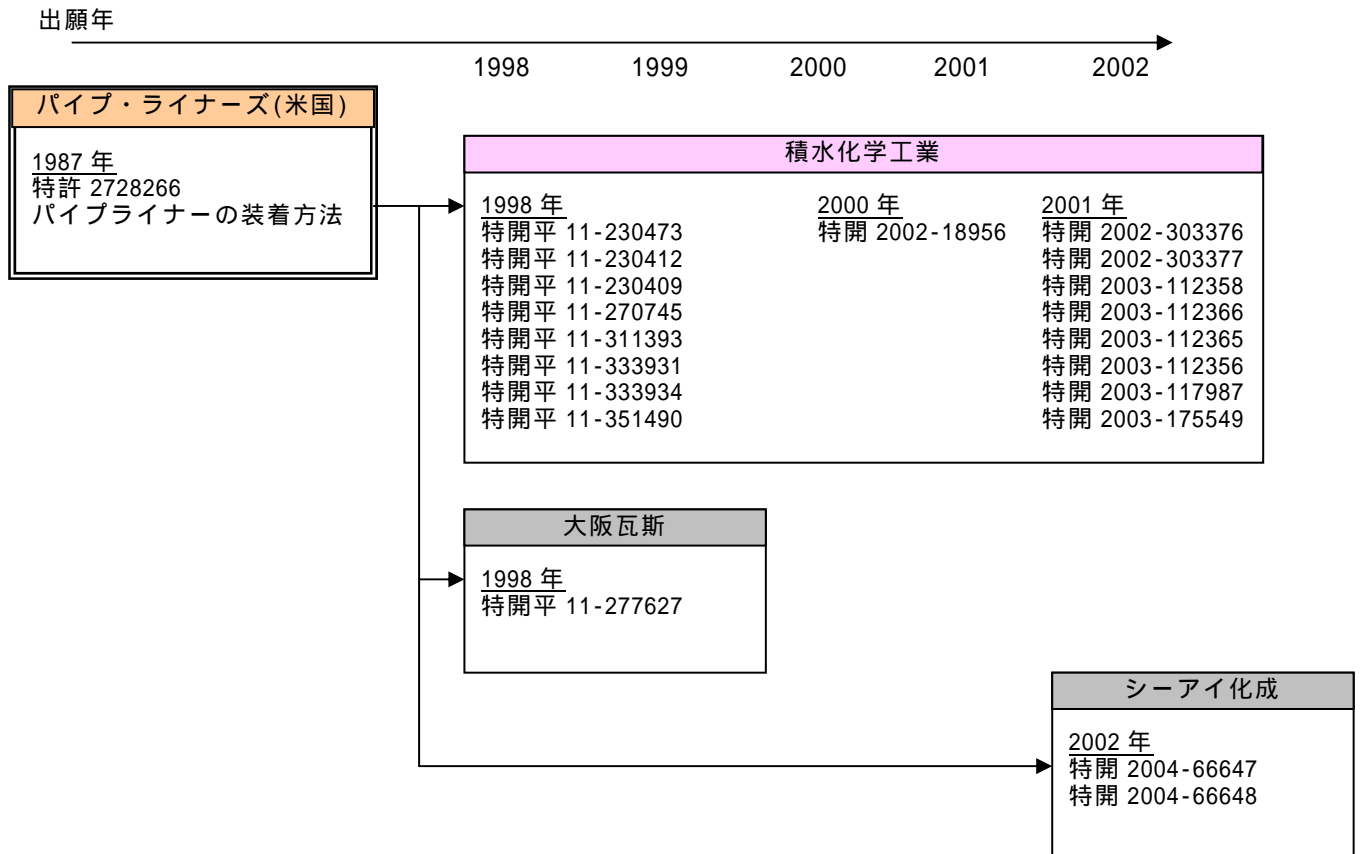 出願年
1998 1999 2000 2001 2002
パイプ・ライナーズ(米国)
1987 年
特許 2728266
パイプライナーの装着方法
積水化学工業
1998 年
特開平 11-230473
特開平 11-230412
特開平 11-230409
特開平 11-270745
特開平 11-311393
特開平 11-333931
特開平 11-333934
特開平 11-351490
2000 年
特開 2002-18956
2001 年
特開 2002-303376
特開 2002-303377
特開 2003-112358
特開 2003-112366
特開 2003-112365
特開 2003-112356
特開 2003-117987
特開 2003-175549
大阪瓦斯
1998 年
特開平 11-277627
シーアイ化成
2002 年
特開 2004-66647
特開 2004-66648